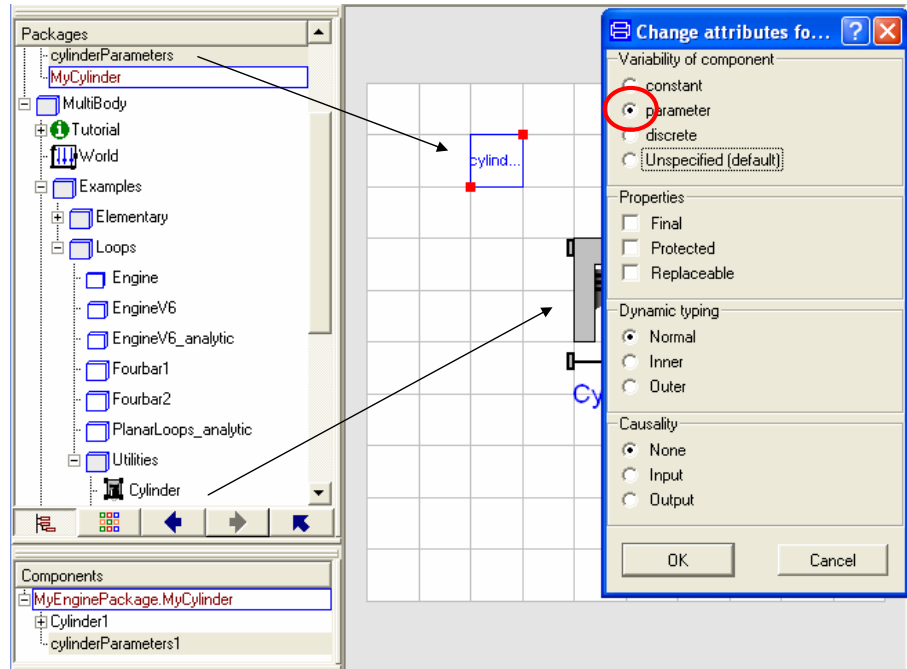 Packages
cylinderParameters
MyCylinder
MultiBody
Tutorial
World
Examples
Elementary
Loops
Engine
EngineV6
EngineV6_analytic
Fourbar1
Fourbar2
PlanarLoops_analytic
Utilities
Cylinder
Components
MyEnginePackage.MyCylinder
Cylinder1
cylinderParameters1
cylind...
Cy
Change attributes fo...
Variability of component
constant
parameter
discrete
Unspecified (default)
Properties
Final
Protected
Replaceable
Dynamic typing
Normal
Inner
Outer
Causality
None
Input
Output
OK
Cancel